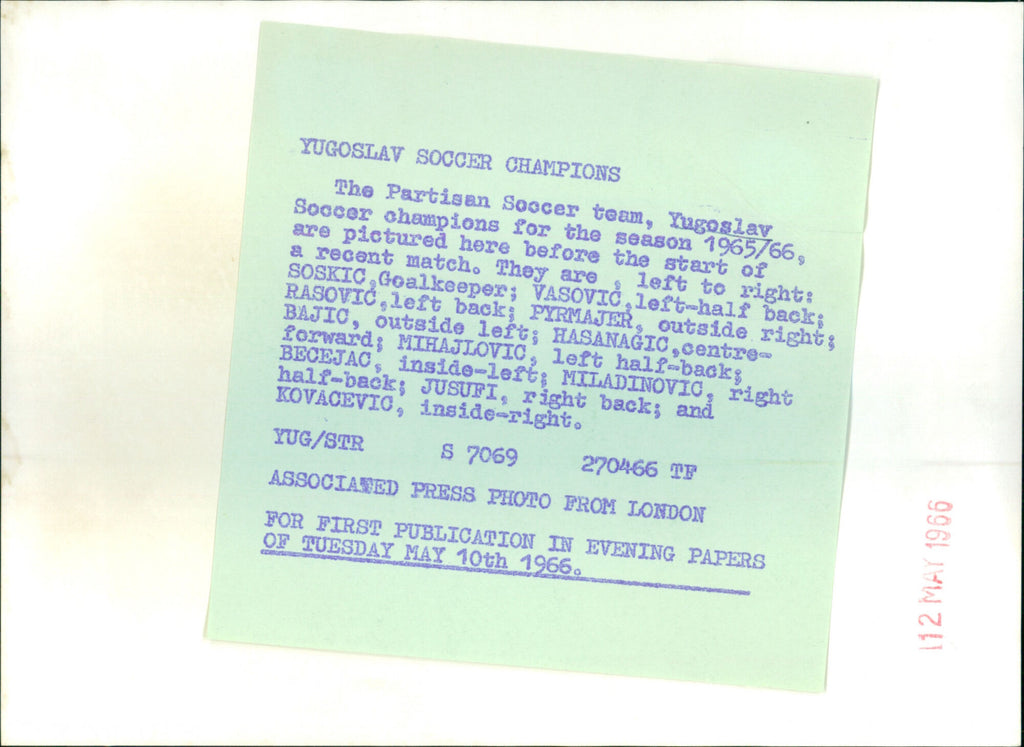 YUGOSLAV SOCCER CHAMPIONS
The Partisan Soccer team, Yugoslav
Soccer champions for the season 1965/66,
are pictured here before the start of
a recent match. They are , left to right:
SOSKIC,Goalkeeper; VASOVIC,left-half back;
RASOVIC,left back; PYRMAJER, outside right;
BAJIC, outside left; HASANAGIC,centre-
forward; MIHAJLOVIC, left half-back;
BECEJAC, inside-left; MILADINOVIC, right
half-back; JUSUFI, right back; and
KOVACEVIC, inside-right.
YUG/STR S 7069 270466 TF
ASSOCIATED PRESS PHOTO FROM LONDON
FOR FIRST PUBLICATION IN EVENING PAPERS
OF TUESDAY MAY 10th 1966.
12 MAY 1966